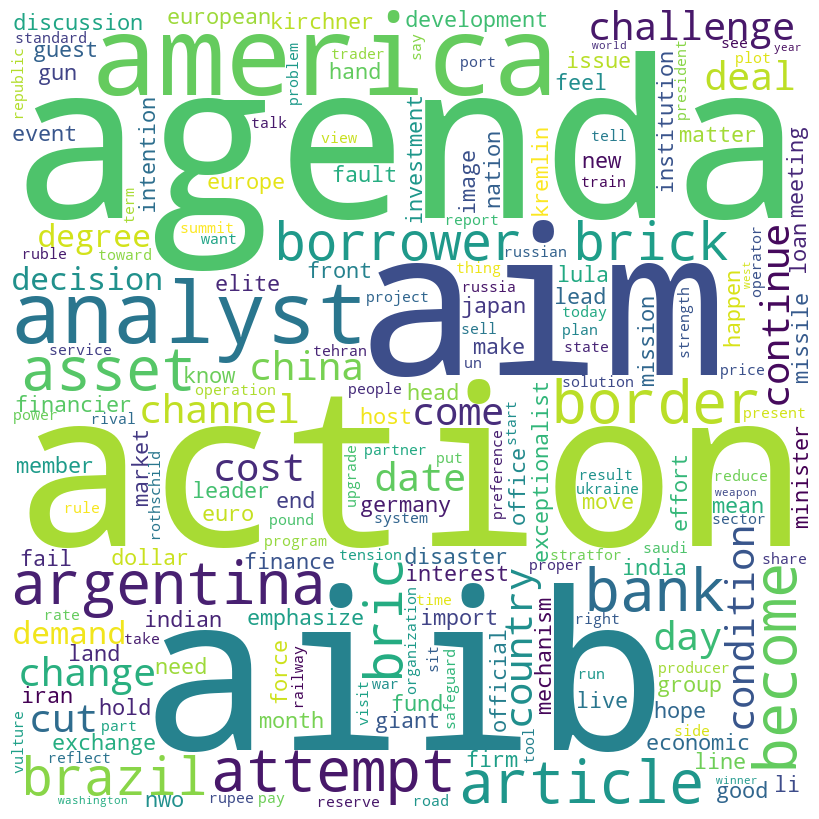 discussion european kirchner development challenge world see year
standard guest america hand issue say trader port problem plot deal
republic gun feel president
event intention agenda talk view tell institution matter
europe fault investment image nation kremlin new train meeting
term degree summit want borrower report brick
ruble toward russian loan
decision elite front thing lula operator west
analyst project russia aim today happen continue
japan sell lead plan mission strength missile
service asset know china tehran make un state price
financier operation people head solution
power rival channel host come border present
member cost date partner put start exceptionalist result reduce
leader market rothschild upgrade preference office ukraine weapon effort mean minister
rule euro end germany move sector
action pound system
fail dollar program finance tension disaster proper stratfor saudi share
argentina interest india bank
rate indian emphasize bric organization time import country mechanism right condition become
demand take land need force railway sit official day
change aiib producer
iran hold month visit war fund safeguard run live group
cut part giant hope
vulture exchange firm tool economic
reflect attempt side line
brazil article good li
washington nwo rupee pay reserve road winner